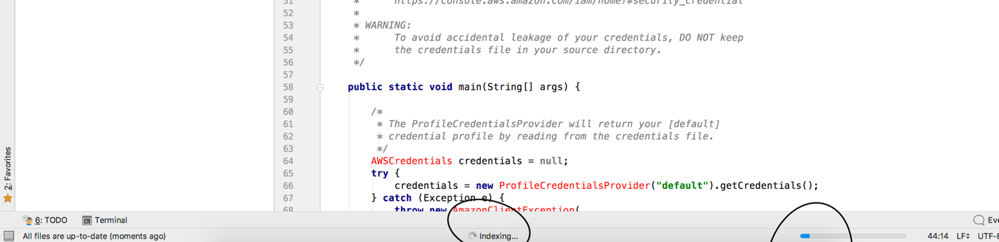 51 * https://console.aws.amazon.com/iam/home?#security_credential
52 *
53 * WARNING:
54 * To avoid accidental leakage of your credentials, DO NOT keep
55 * the credentials file in your source directory.
56 */
57
58 public static void main(String[] args) {
59
60 /*
61 * The ProfileCredentialsProvider will return your [default]
62 * credential profile by reading from the credentials file.
63 */
64 AWSCredentials credentials = null;
65 try {
66 credentials = new ProfileCredentialsProvider("default").getCredentials();
67 } catch (Exception e) {
68 throw new AmazonClientException(
2: Favorites
6: TODO Terminal Eve
All files are up-to-date (moments ago) Indexing... 44:14 LF UTF-8